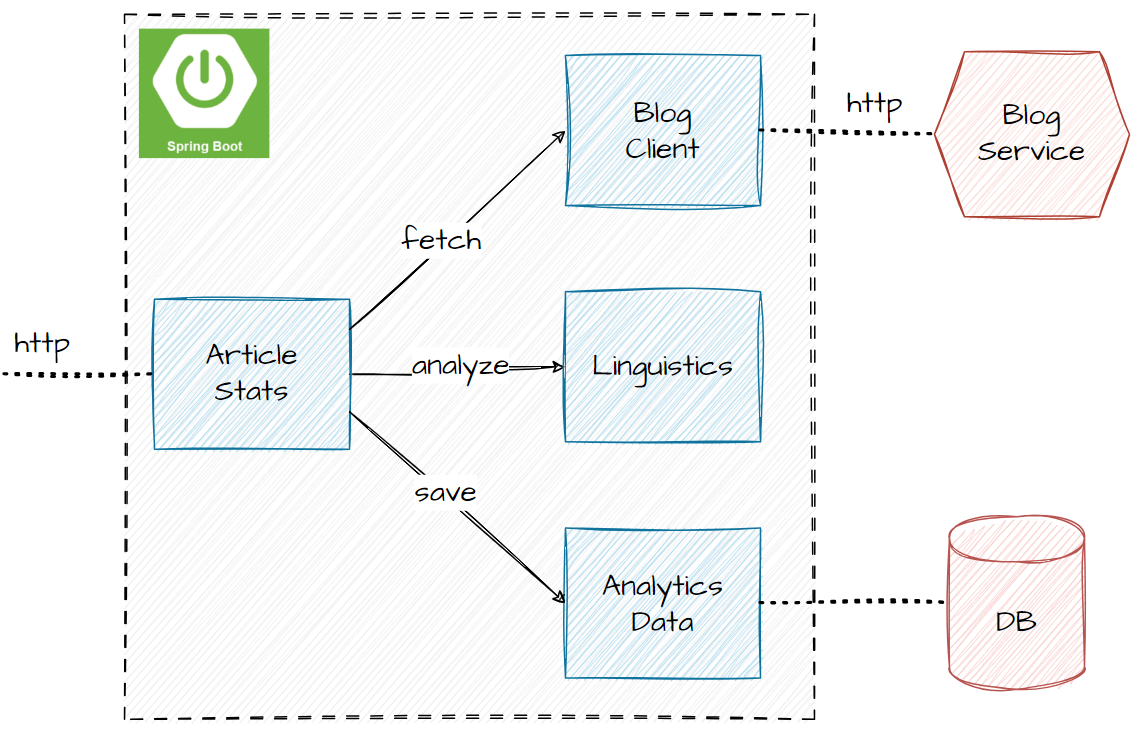 Spring Boot
Blog
Client
http
Blog
Service
fetch
http
Article
Stats
analyze
Linguistics
save
Analytics
Data
DB